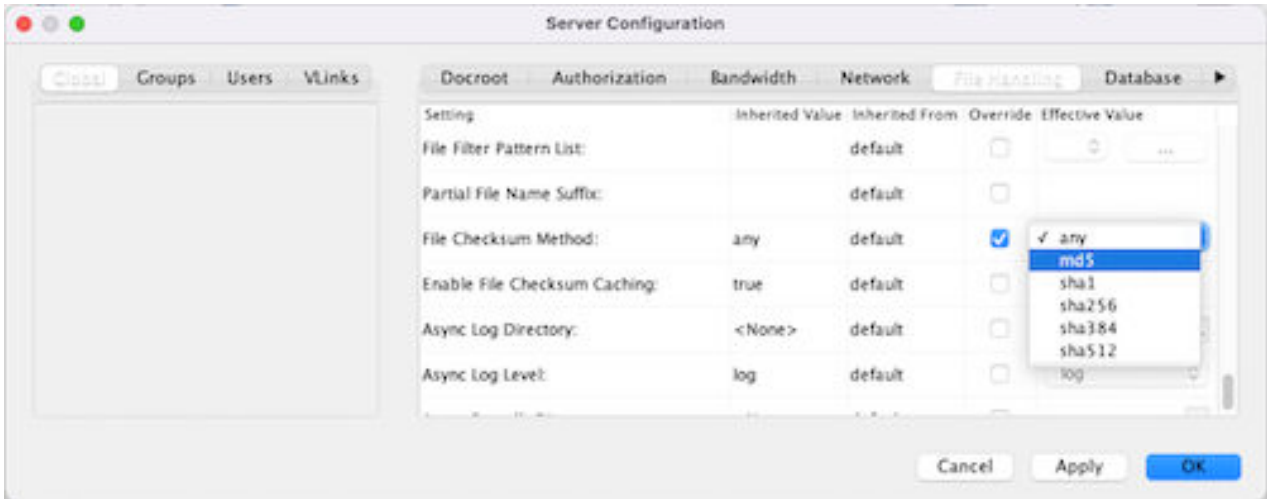 Server Configuration
Global Groups Users VLinks
Docroot Authorization Bandwidth Network File Handling Database
Setting Inherited Value Inherited From Override Effective Value
File Filter Pattern List: default ...
Partial File Name Suffix: default
File Checksum Method: any default ✓ any
md5
Enable File Checksum Caching: true default sha1
sha256
Async Log Directory: <None> default sha384
sha512
Async Log Level: log default log
Cancel Apply OK